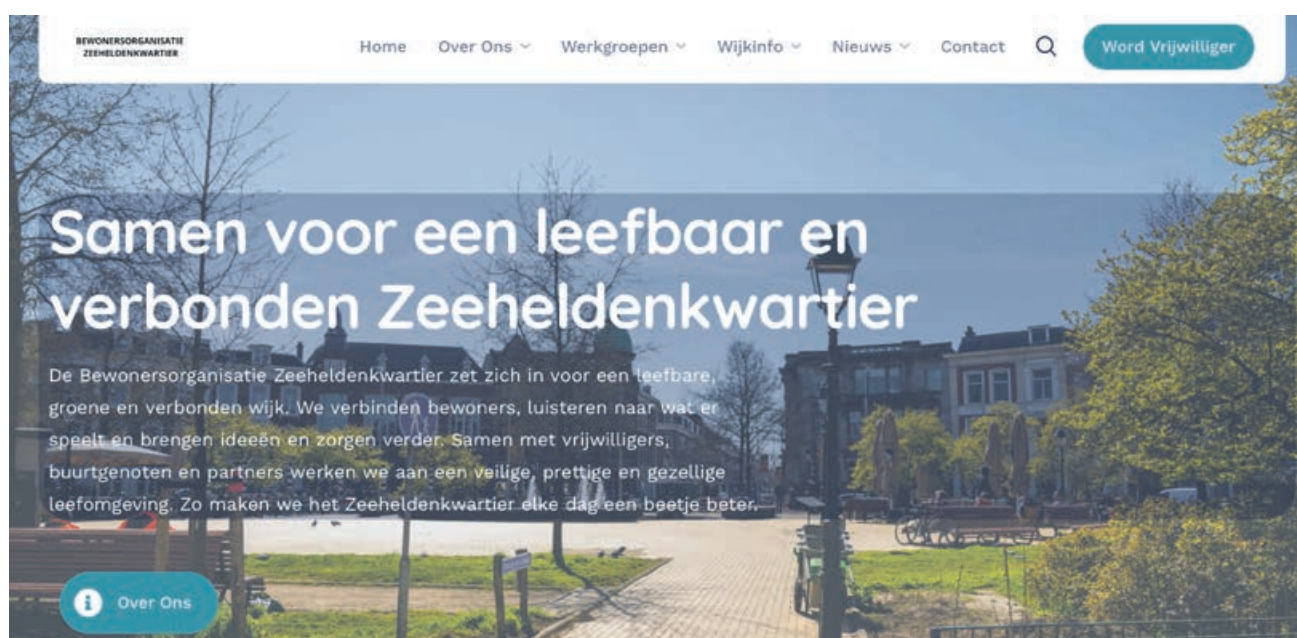 BEWONERSORGANISATIE
ZEEHELDENKWARTIER
Home Over Ons Werkgroepen Wijkinfo Nieuws Contact Word Vrijwilliger
Samen voor een leefbaar en
verbonden Zeeheldenkwartier
De Bewonersorganisatie Zeeheldenkwartier zet zich in voor een leefbare,
groene en verbonden wijk. We verbinden bewoners, luisteren naar wat er
speelt en brengen ideeën en zorgen verder. Samen met vrijwilligers,
buurtgenoten en partners werken we aan een veilige, prettige en gezellige
leefomgeving. Zo maken we het Zeeheldenkwartier elke dag een beetje beter.
Over Ons